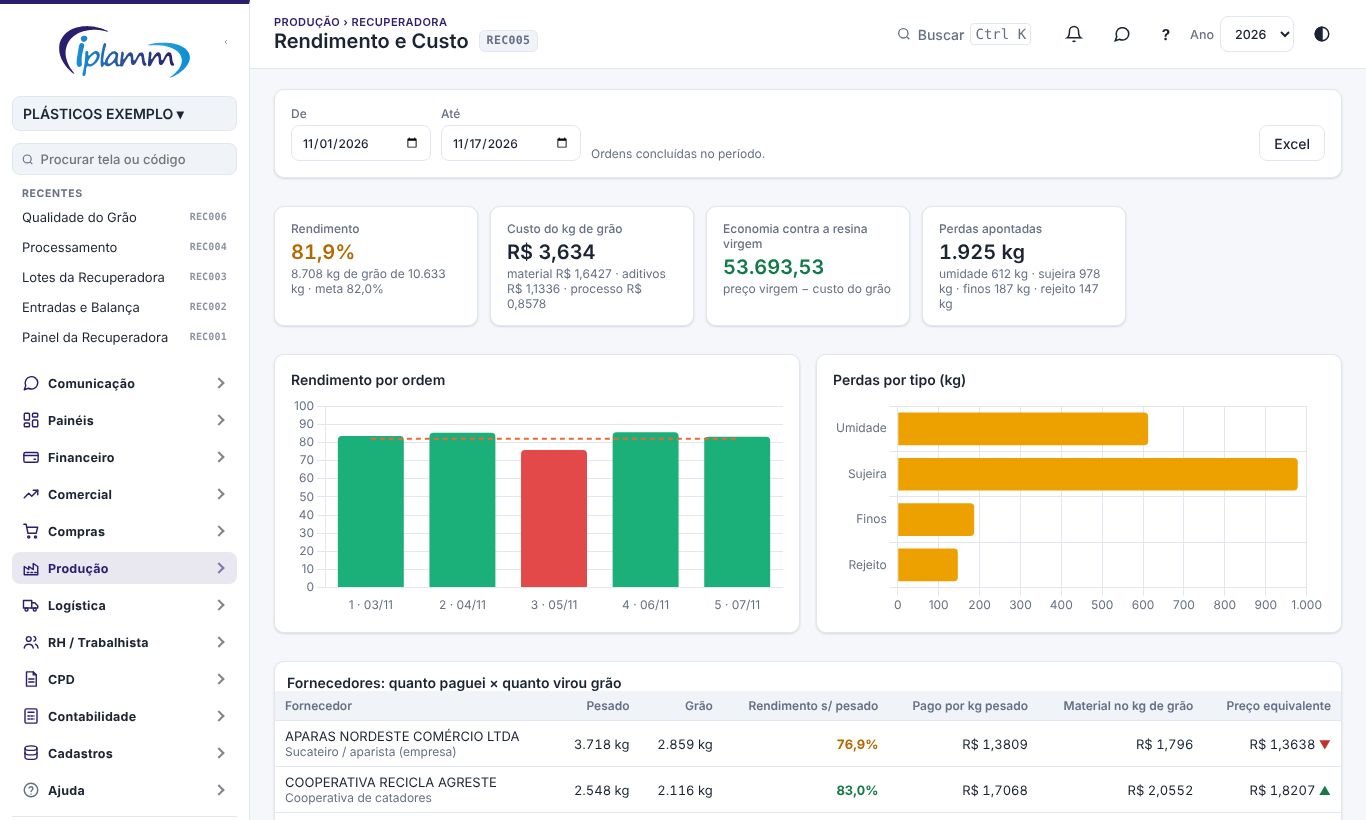 iplamm
PLÁSTICOS EXEMPLO ▾
Procurar tela ou código
RECENTES
Qualidade do Grão REC006
Processamento REC004
Lotes da Recuperadora REC003
Entradas e Balança REC002
Painel da Recuperadora REC001
Comunicação
Painéis
Financeiro
Comercial
Compras
Produção
Logística
RH / Trabalhista
CPD
Contabilidade
Cadastros
Ajuda
PRODUÇÃO › RECUPERADORA
Rendimento e Custo REC005
Buscar Ctrl K
?
Ano 2026
De
11/01/2026
Até
11/17/2026
Ordens concluídas no período.
Excel
Rendimento
81,9%
8.708 kg de grão de 10.633
kg · meta 82,0%
Custo do kg de grão
R$ 3,634
material R$ 1,6427 · aditivos
R$ 1,1336 · processo R$
0,8578
Economia contra a resina
virgem
53.693,53
preço virgem − custo do grão
Perdas apontadas
1.925 kg
umidade 612 kg · sujeira 978
kg · finos 187 kg · rejeito 147
kg
Rendimento por ordem
100
90
80
70
60
50
40
30
20
10
0
1 · 03/11 2 · 04/11 3 · 05/11 4 · 06/11 5 · 07/11
Perdas por tipo (kg)
Umidade
Sujeira
Finos
Rejeito
0 100 200 300 400 500 600 700 800 900 1.000
Fornecedores: quanto paguei × quanto virou grão
Fornecedor Pesado Grão Rendimento s/ pesado Pago por kg pesado Material no kg de grão Preço equivalente
APARAS NORDESTE COMÉRCIO LTDA 3.718 kg 2.859 kg 76,9% R$ 1,3809 R$ 1,796 R$ 1,3638 ▼
Sucateiro / aparista (empresa)
COOPERATIVA RECICLA AGRESTE 2.548 kg 2.116 kg 83,0% R$ 1,7068 R$ 2,0552 R$ 1,8207 ▲
Cooperativa de catadores